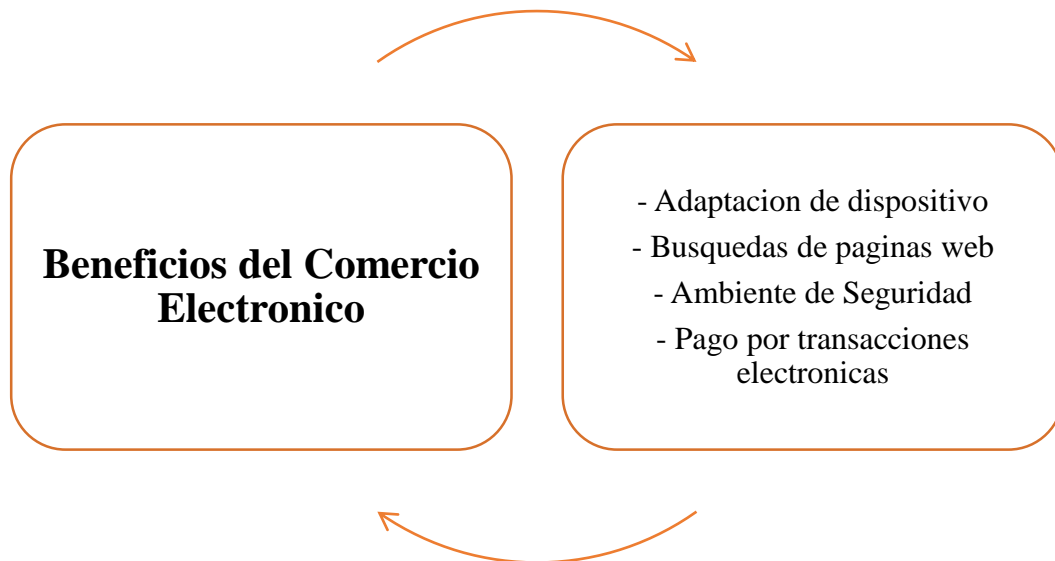 Beneficios del Comercio
Electronico
- Adaptacion de dispositivo
- Busquedas de paginas web
- Ambiente de Seguridad
- Pago por transacciones
electronicas